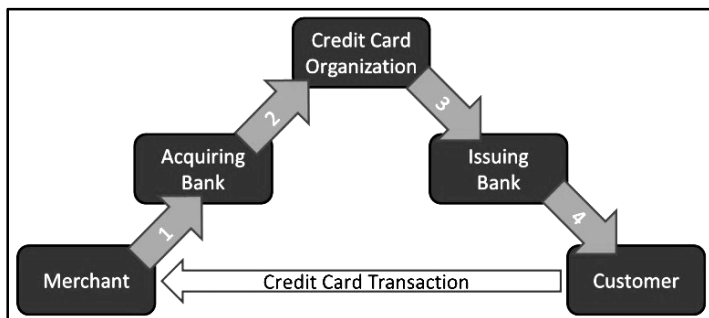 Credit Card
Organization
2
3
Acquiring
Bank
Issuing
Bank
1
4
Merchant
Credit Card Transaction
Customer